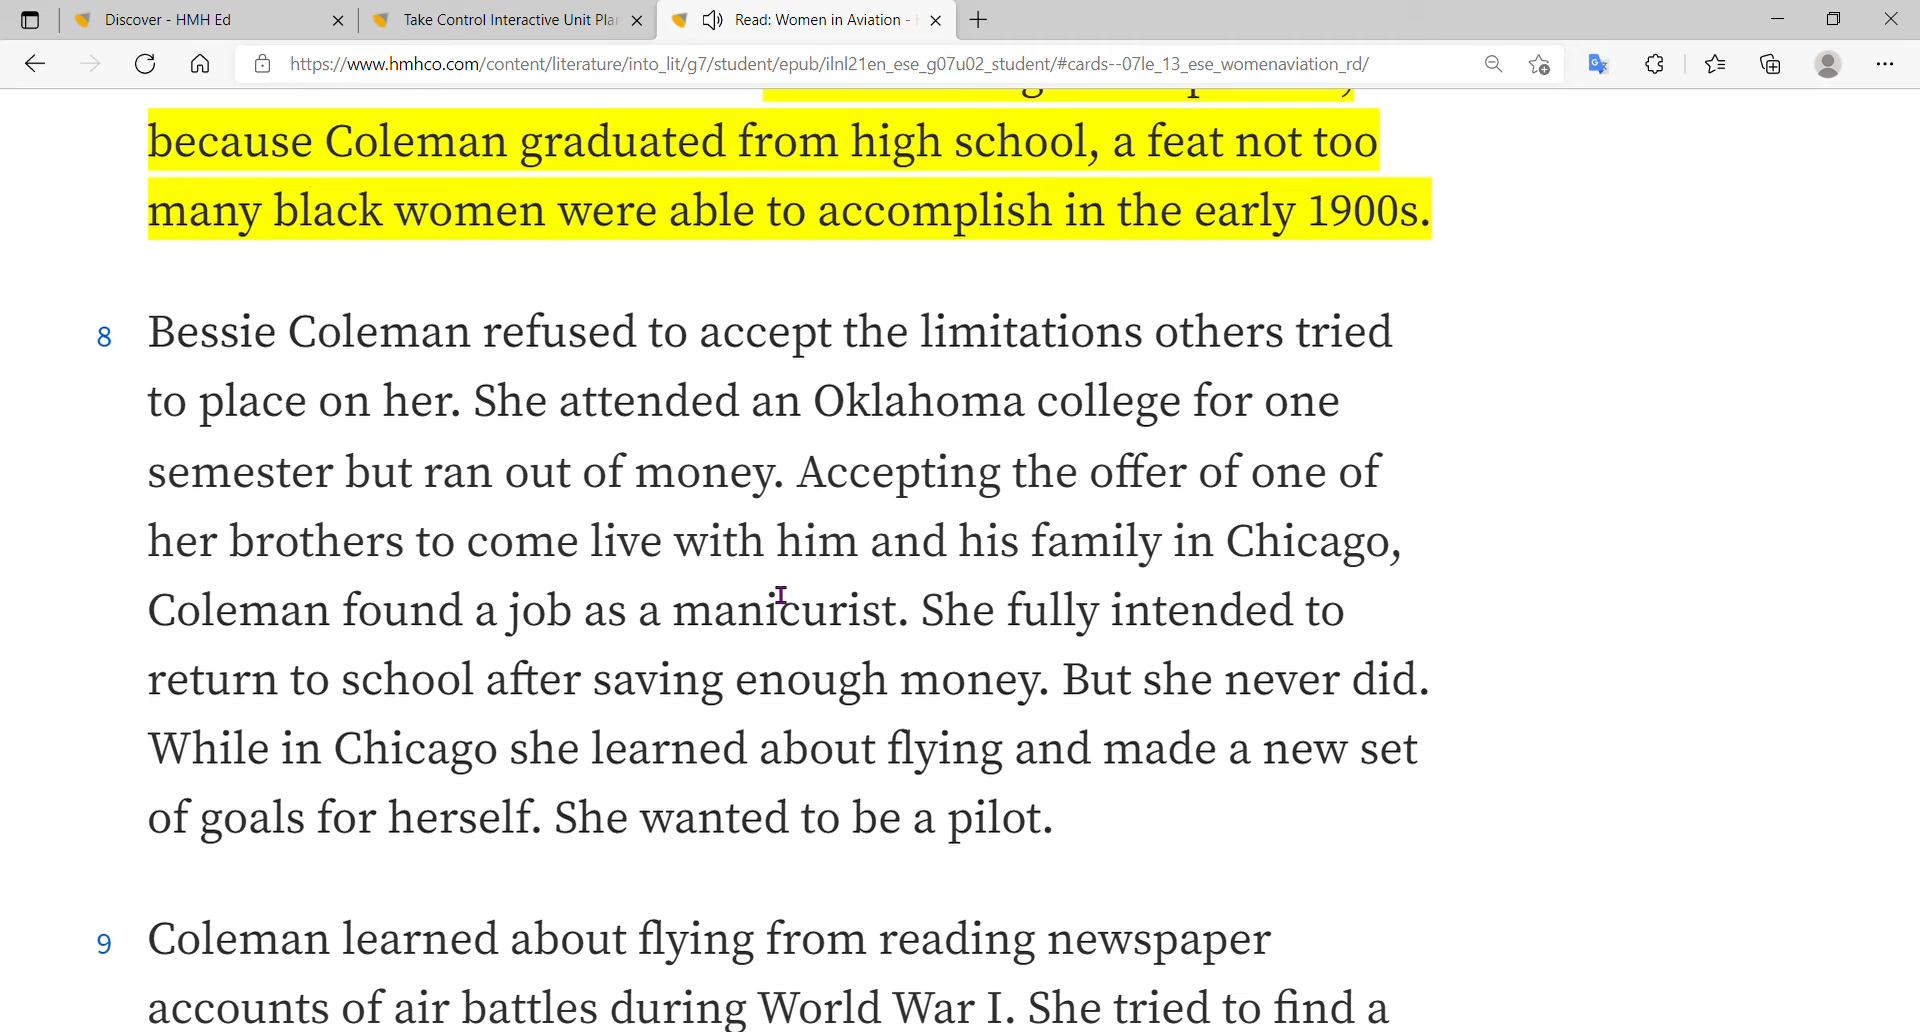 Discover - HMH Ed
Take Control Interactive Unit Plan
Read: Women in Aviation -
https://www.hmhco.com/content/literature/into_lit/g7/student/epub/ilnl21en_ese_g07u02_student/#cards--07le_13_ese_womenaviation_rd/
because Coleman graduated from high school, a feat not too
many black women were able to accomplish in the early 1900s.
8 Bessie Coleman refused to accept the limitations others tried
to place on her. She attended an Oklahoma college for one
semester but ran out of money. Accepting the offer of one of
her brothers to come live with him and his family in Chicago,
Coleman found a job as a manicurist. She fully intended to
return to school after saving enough money. But she never did.
While in Chicago she learned about flying and made a new set
of goals for herself. She wanted to be a pilot.
9 Coleman learned about flying from reading newspaper
accounts of air battles during World War I. She tried to find a